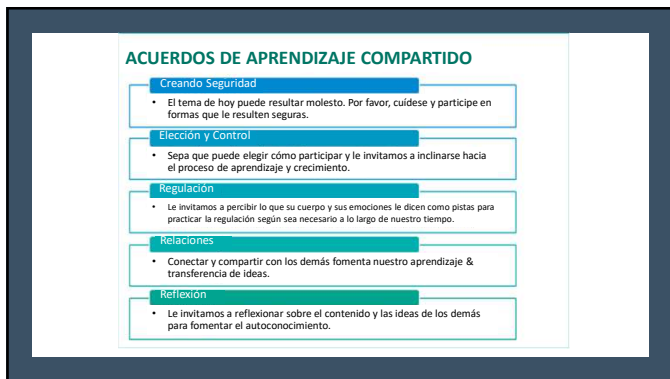 ACUERDOS DE APRENDIZAJE COMPARTIDO
Creando Seguridad
• El tema de hoy puede resultar molesto. Por favor, cuídese y participe en
formas que le resulten seguras.
Elección y Control
• Sepa que puede elegir cómo participar y le invitamos a inclinarse hacia
el proceso de aprendizaje y crecimiento.
Regulación
• Le invitamos a percibir lo que su cuerpo y sus emociones le dicen como pistas para
practicar la regulación según sea necesario a lo largo de nuestro tiempo.
Relaciones
• Conectar y compartir con los demás fomenta nuestro aprendizaje &
transferencia de ideas.
Reflexión
• Le invitamos a reflexionar sobre el contenido y las ideas de los demás
para fomentar el autoconocimiento.